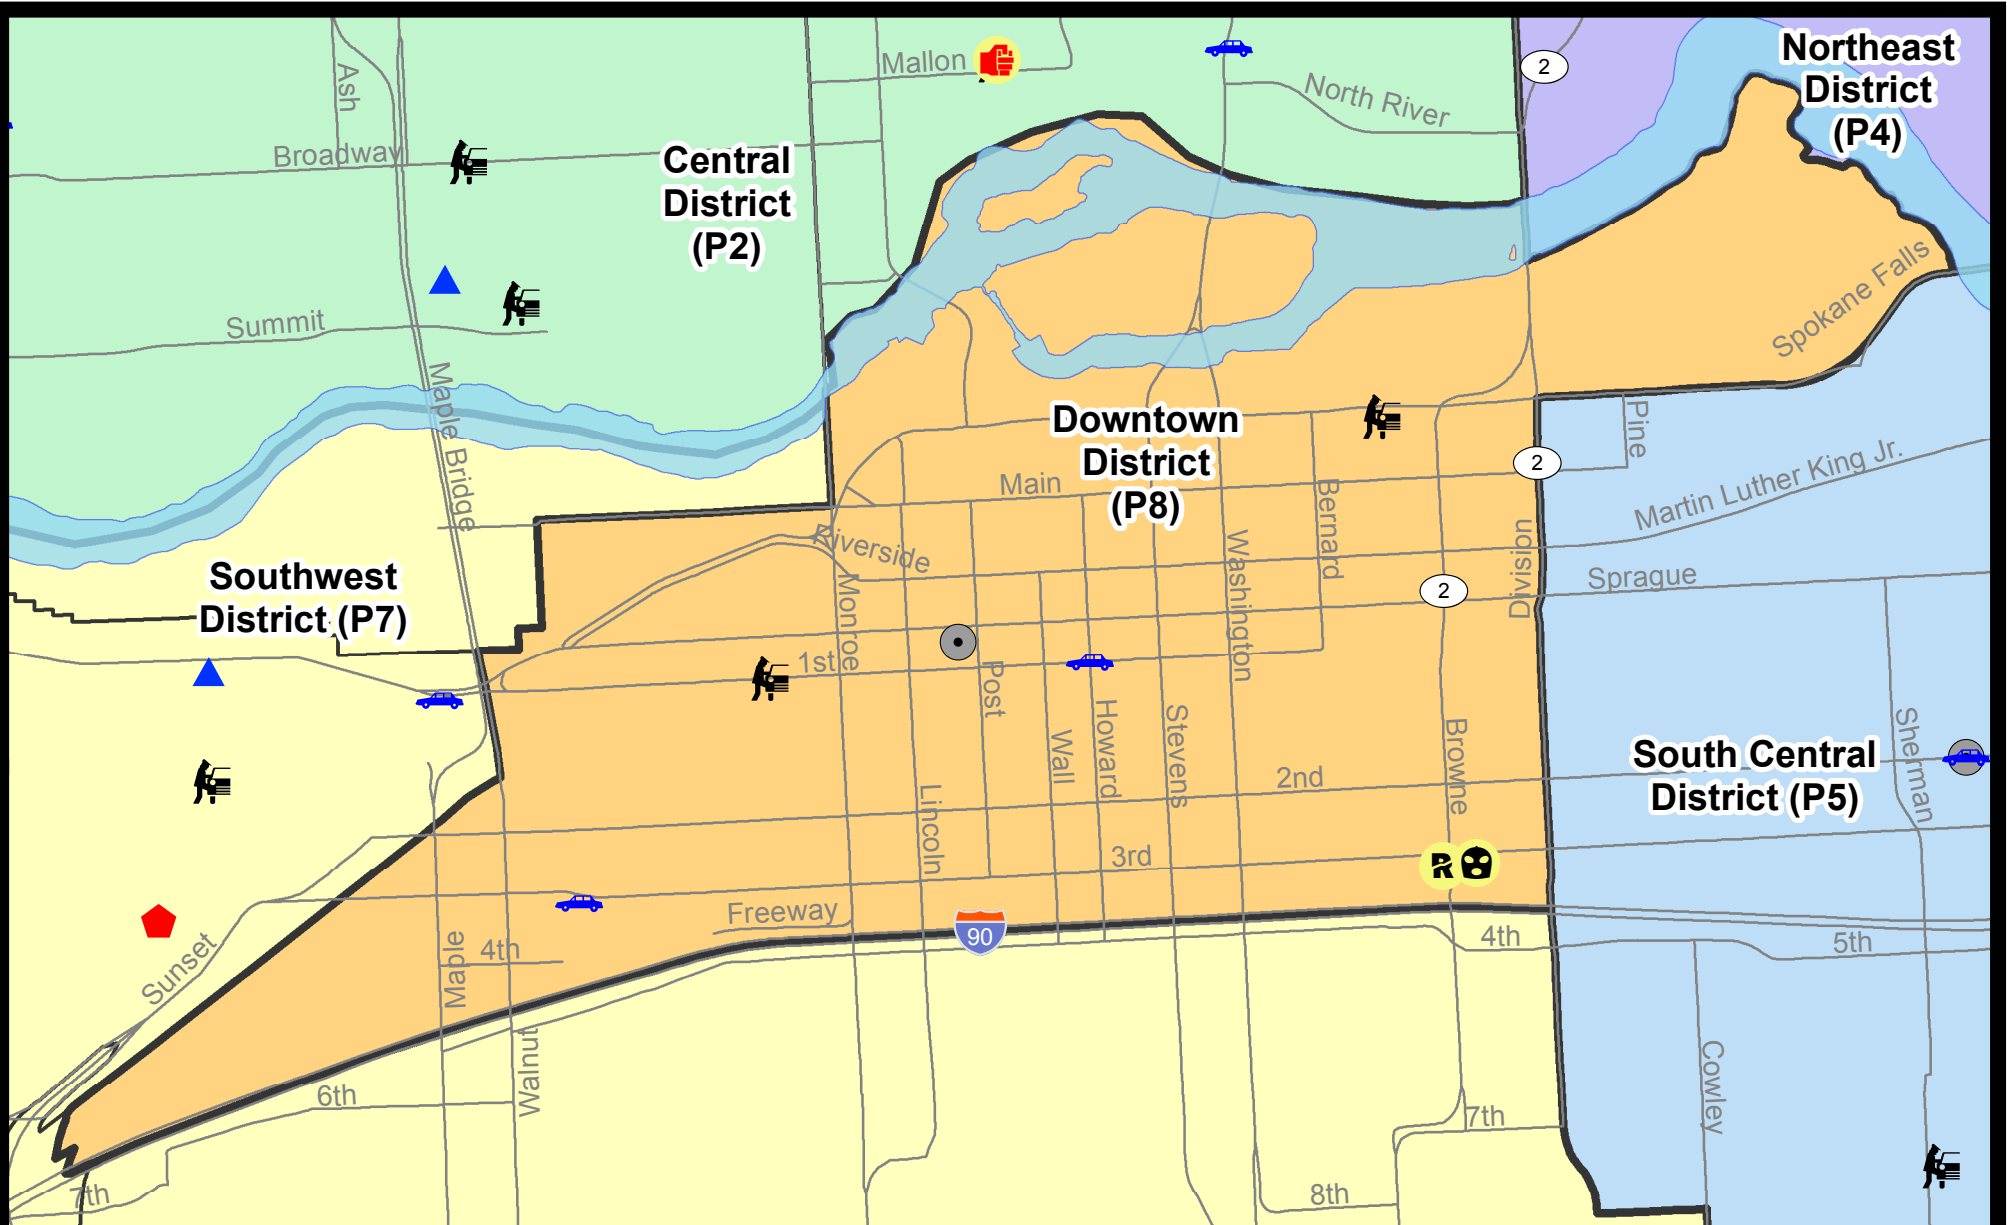 Northeast
District
(P4)
2
Mallon
Ash
North River
Broadway
Central
District
(P2)
Summit
Spokane Falls
Maple Bridge
Downtown
District
(P8)
Pine
2
Martin Luther King Jr.
Main
Bernard
Riverside
Washington
Division
Southwest
District (P7)
Sprague
2
Monroe
1st
Post
Howard
Wall
Stevens
Browne
Sherman
South Central
District (P5)
2nd
Lincoln
3rd
R
Freeway
90
4th
5th
Sunset
Maple
4th
Walnut
6th
Cowley
7th
7th
8th